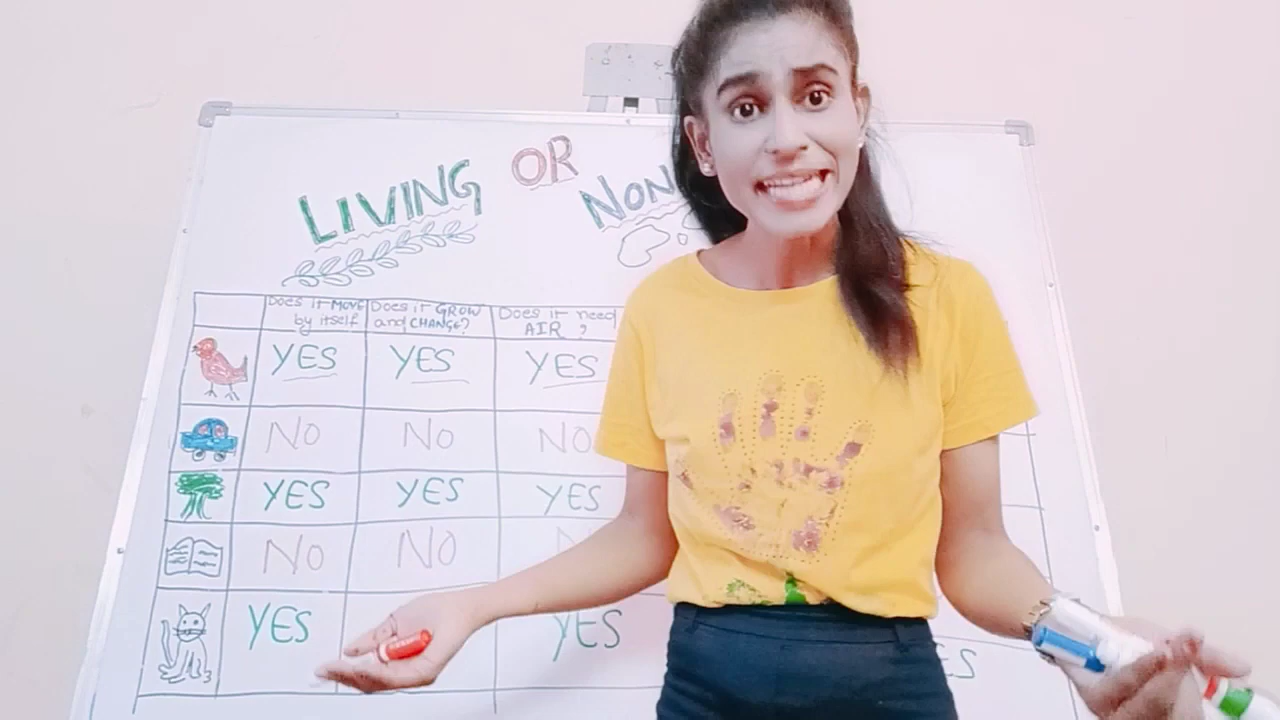 LIVING OR NON
Does it MOVE by itself
Does it GROW and CHANGE?
Does it need AIR ?
YES YES YES
NO NO NO
YES YES YES
NO NO
YES YES